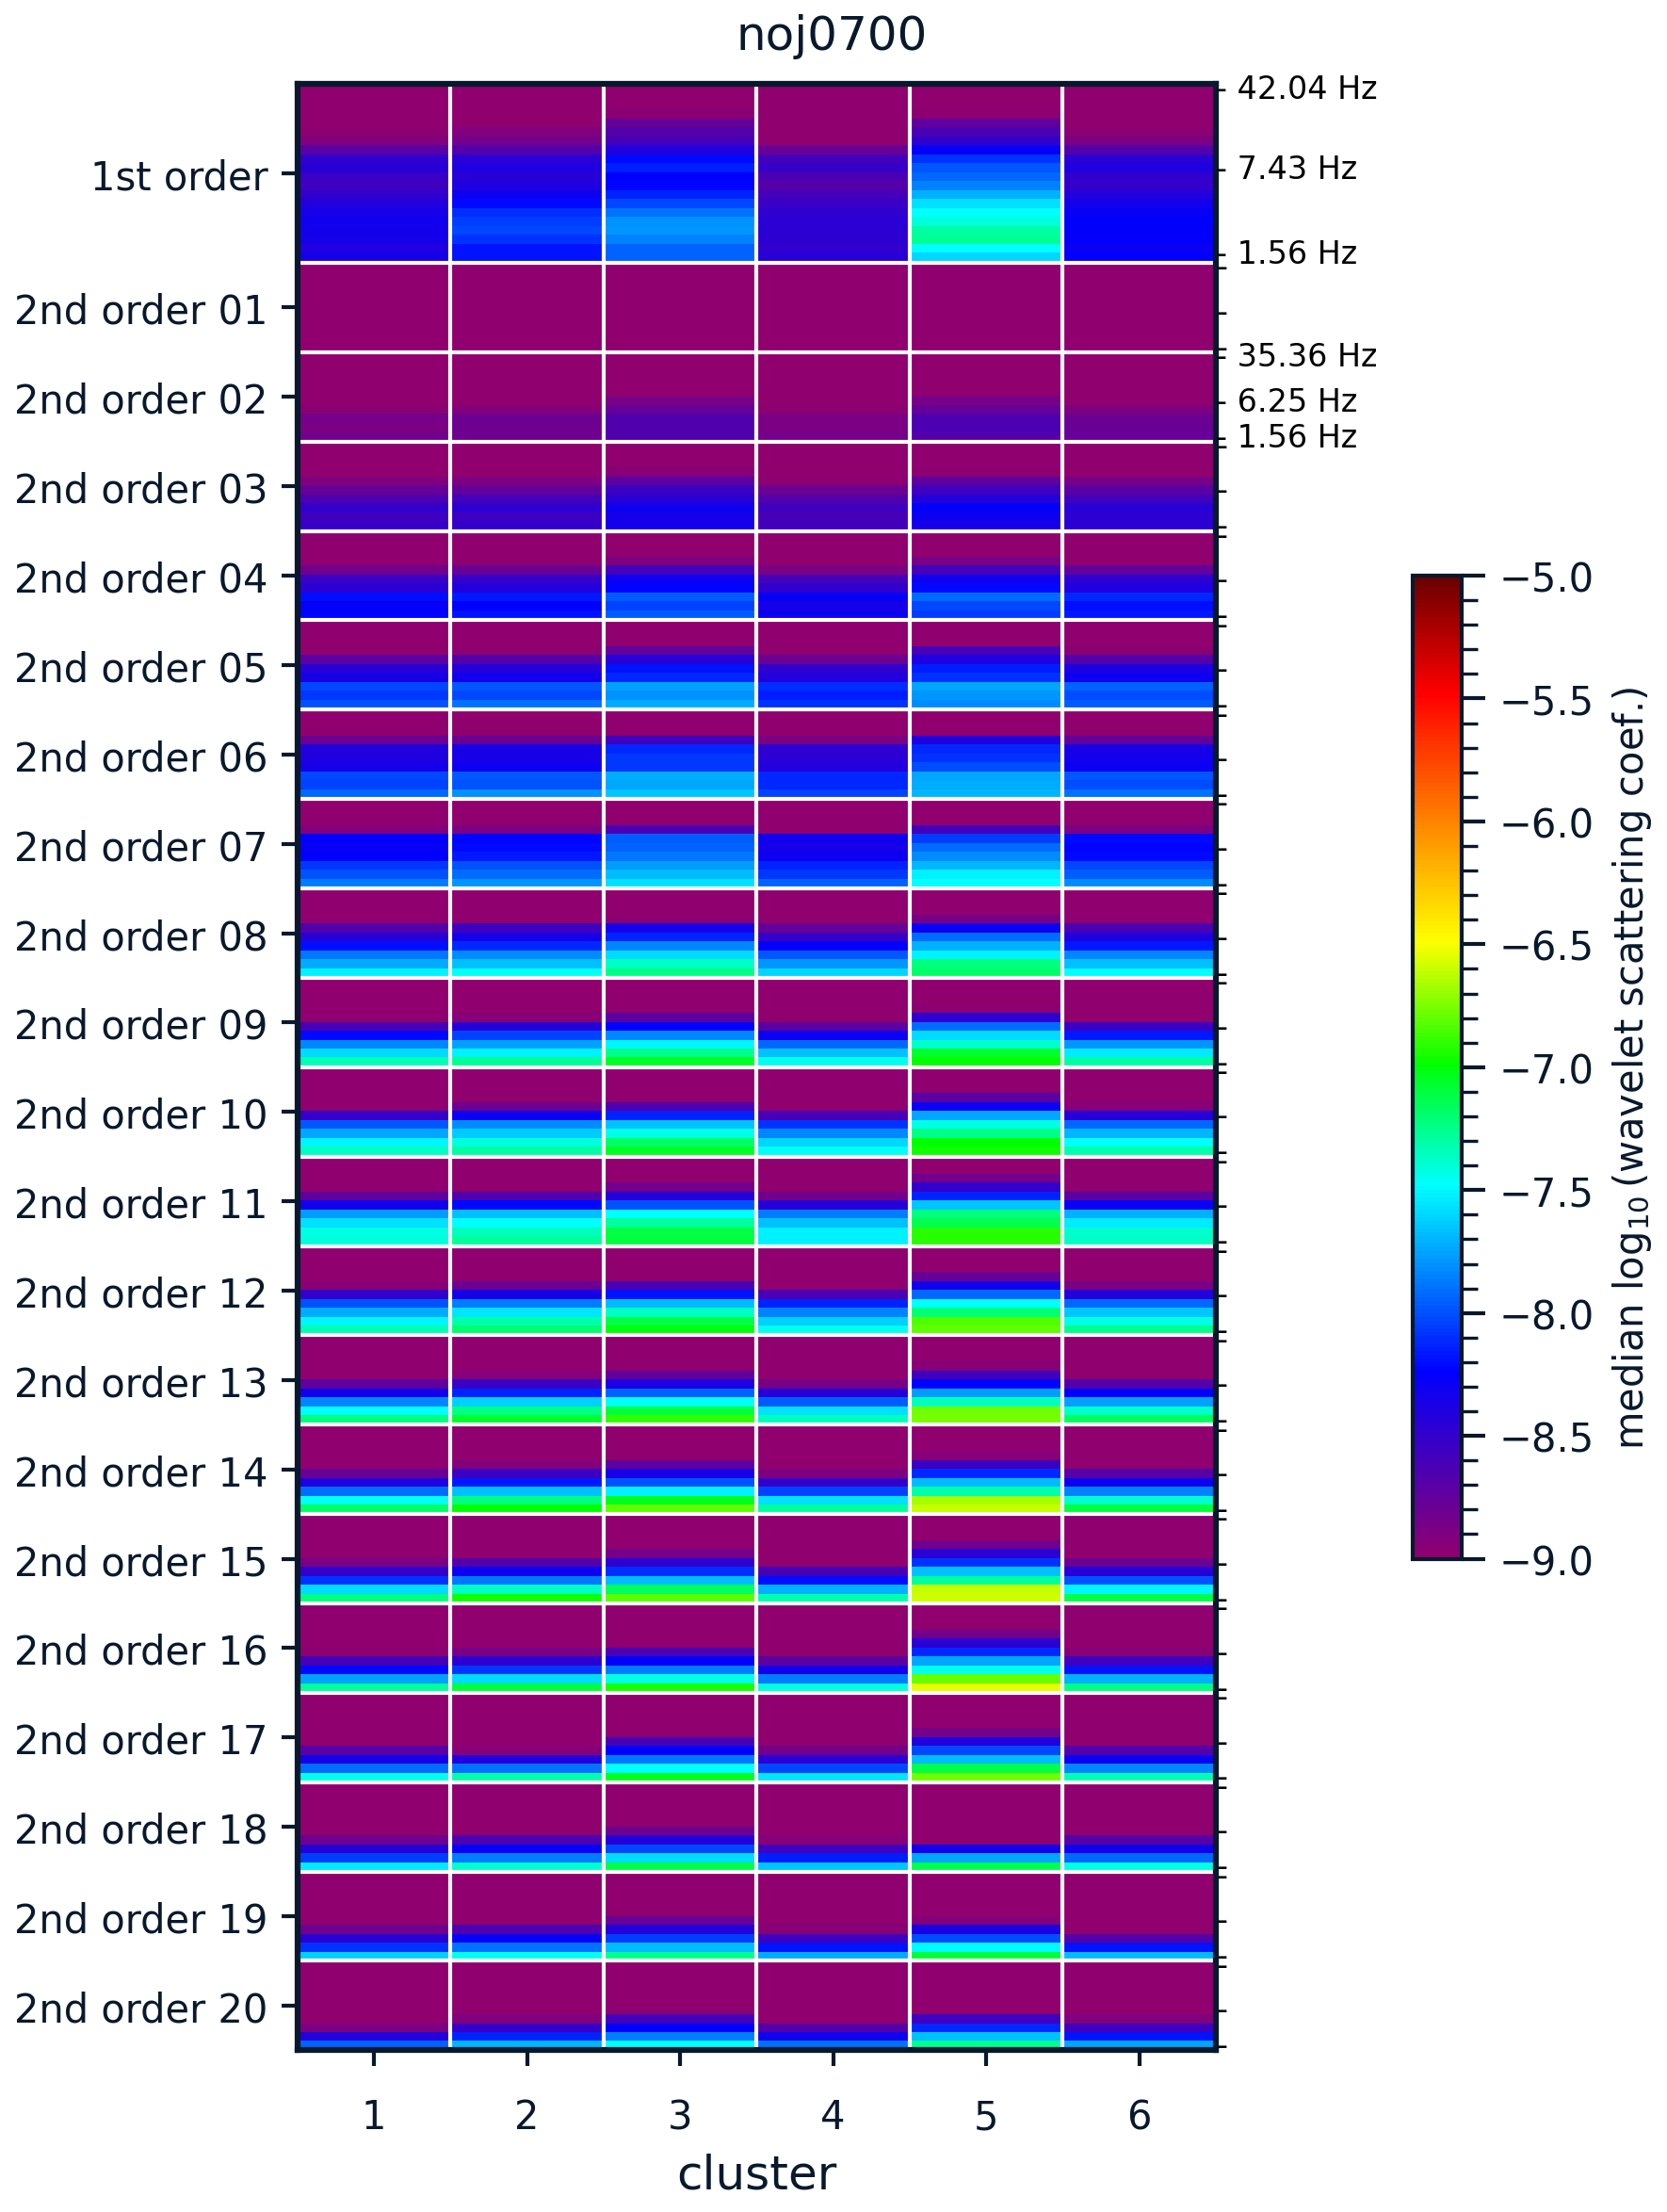 noj0700
1st order
2nd order 01
2nd order 02
2nd order 03
2nd order 04
2nd order 05
2nd order 06
2nd order 07
2nd order 08
2nd order 09
2nd order 10
2nd order 11
2nd order 12
2nd order 13
2nd order 14
2nd order 15
2nd order 16
2nd order 17
2nd order 18
2nd order 19
2nd order 20
42.04 Hz
7.43 Hz
1.56 Hz
35.36 Hz
6.25 Hz
1.56 Hz
−5.0
−5.5
−6.0
−6.5
−7.0
−7.5
−8.0
−8.5
−9.0
median log₁₀ (wavelet scattering coef.)
1 2 3 4 5 6
cluster